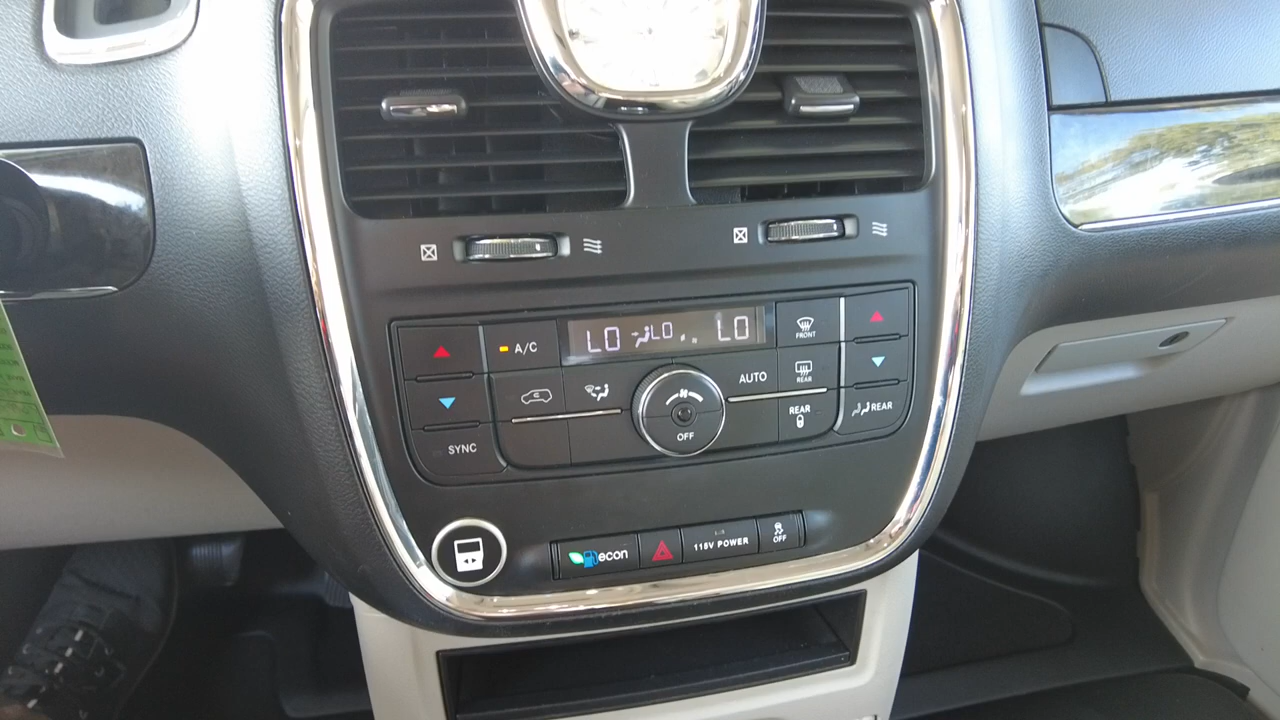 LO LO LO
FRONT
A/C
AUTO
REAR
REAR
REAR
SYNC
OFF
econ
115V POWER
OFF